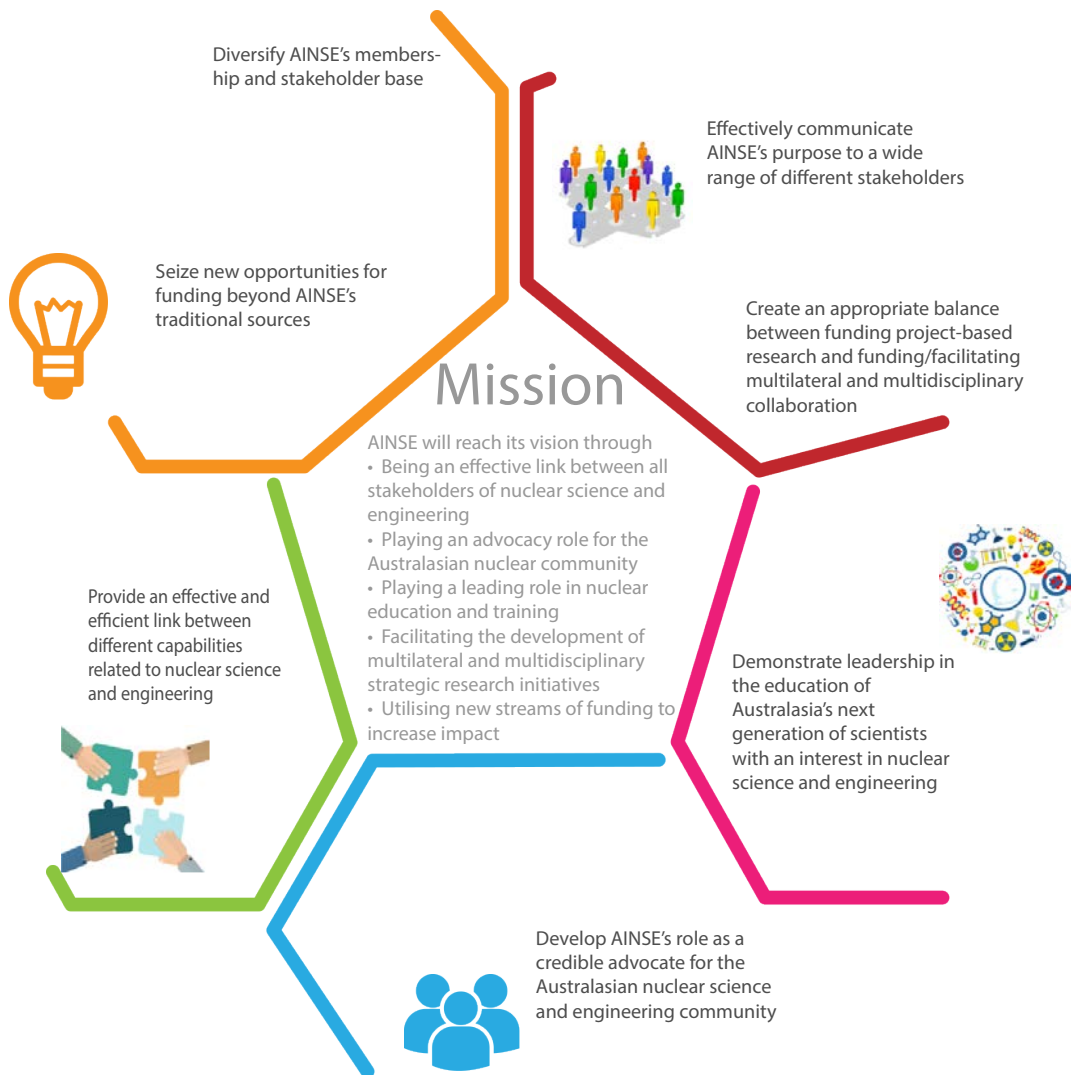 Diversify AINSE's members-
hip and stakeholder base
Effectively communicate
AINSE's purpose to a wide
range of different stakeholders
Seize new opportunities for
funding beyond AINSE's
traditional sources
Create an appropriate balance
between funding project-based
research and funding/facilitating
multilateral and multidisciplinary
collaboration
Mission
AINSE will reach its vision through
• Being an effective link between all
stakeholders of nuclear science and
engineering
• Playing an advocacy role for the
Australasian nuclear community
• Playing a leading role in nuclear
education and training
• Facilitating the development of
multilateral and multidisciplinary
strategic research initiatives
• Utilising new streams of funding to
increase impact
Provide an effective and
efficient link between
different capabilities
related to nuclear science
and engineering
Demonstrate leadership in
the education of
Australasia's next
generation of scientists
with an interest in nuclear
science and engineering
Develop AINSE's role as a
credible advocate for the
Australasian nuclear science
and engineering community